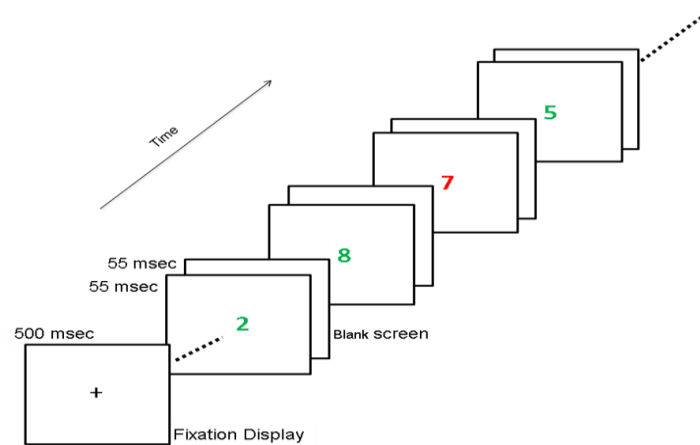 Time
5
7
8
55 msec
55 msec
2
Blank screen
500 msec
+
Fixation Display